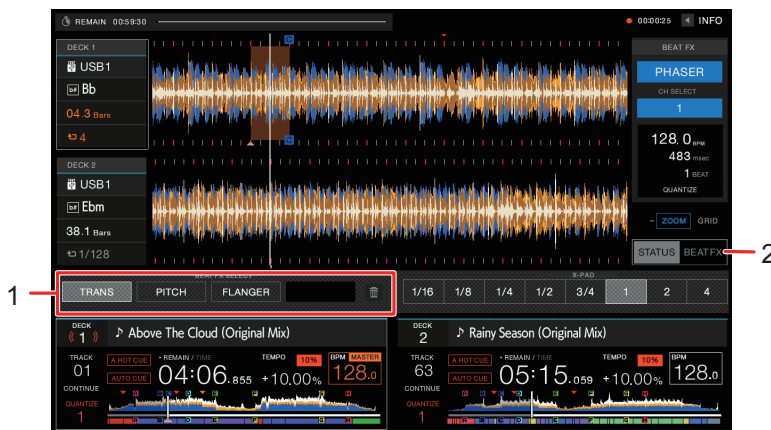 REMAIN 00:59:30
00:00:25 INFO
DECK 1
USB1
Bb
04.3 Bars
4
C
C
DECK 2
USB1
Ebm
38.1 Bars
1/128
BEAT FX
PHASER
CH SELECT
1
128.0 BPM
483 msec
1 BEAT
QUANTIZE
- ZOOM GRID
STATUS BEAT FX
2
1
BEAT FX SELECT
TRANS PITCH FLANGER
X-PAD
1/16 1/8 1/4 1/2 3/4 1 2 4
DECK
1
♪ Above The Cloud (Original Mix)
TRACK
01
CONTINUE
QUANTIZE
1
A.HOT CUE
AUTO CUE
REMAIN / TIME
04:06.855
TEMPO 10%
+10.00%
BPM MASTER
128.0
DECK
2
♪ Rainy Season (Original Mix)
TRACK
63
CONTINUE
QUANTIZE
1
A.HOT CUE
AUTO CUE
REMAIN / TIME
05:15.059
TEMPO 10%
+10.00%
BPM
128.0